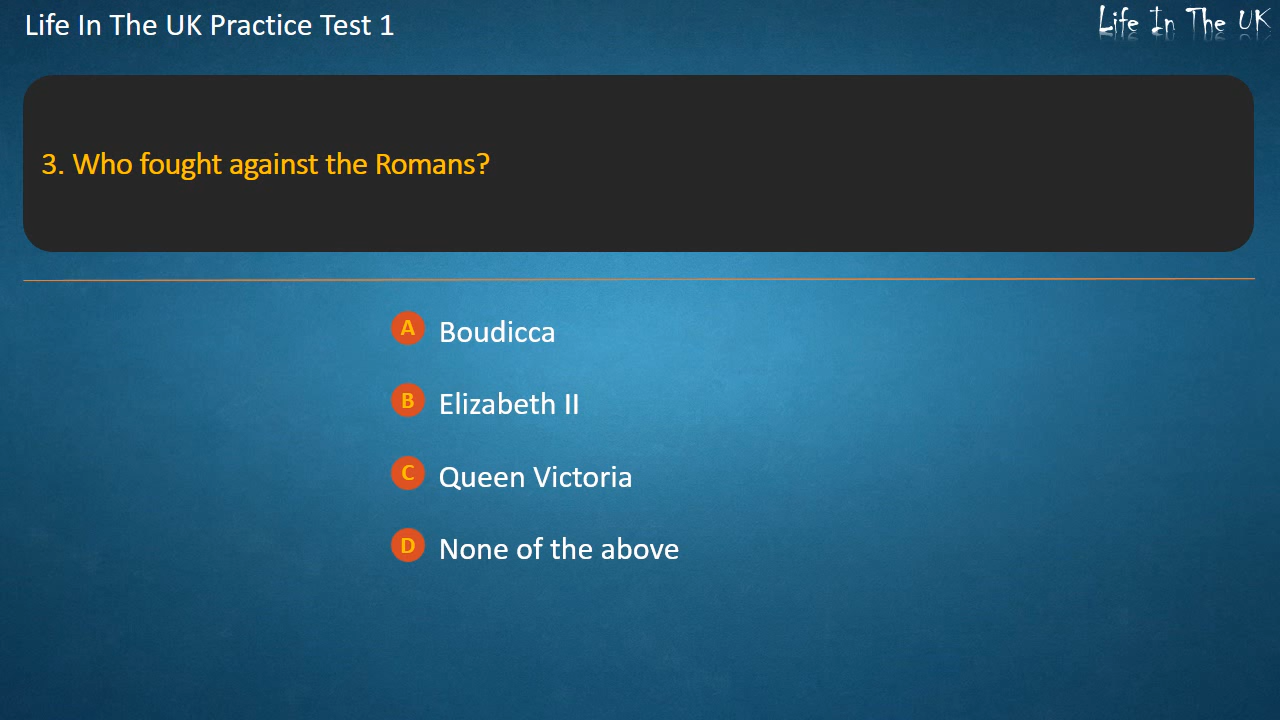 Life In The UK Practice Test 1
Life In The UK
3. Who fought against the Romans?
A Boudicca
B Elizabeth II
C Queen Victoria
D None of the above